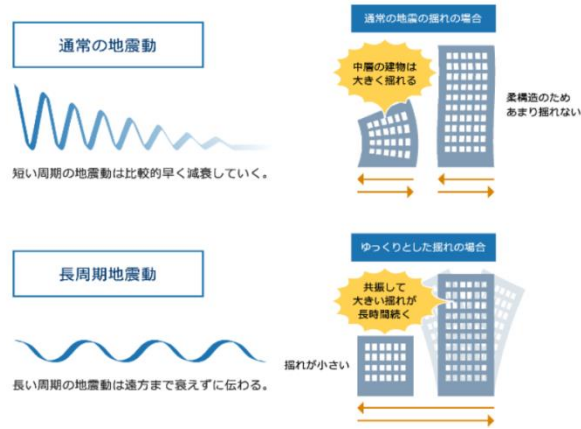 通常の地震動
短い周期の地震動は比較的早く減衰していく。
通常の地震の揺れの場合
中層の建物は
大きく揺れる
柔構造のため
あまり揺れない
長周期地震動
長い周期の地震動は遠方まで衰えずに伝わる。
ゆっくりとした揺れの場合
共振して
大きい揺れが
長時間続く
揺れが小さい